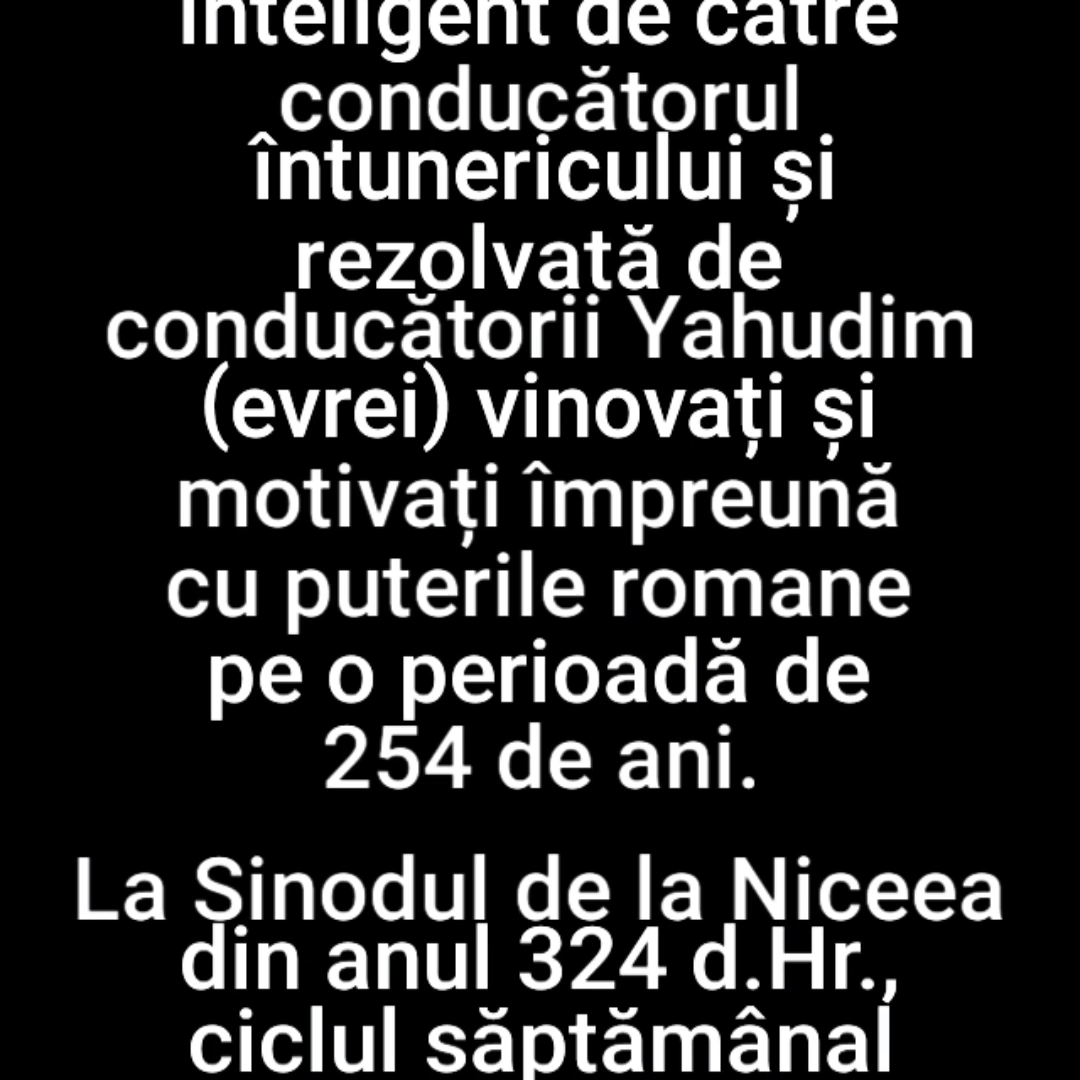 inteligent de către
conducătorul
întunericului și
rezolvată de
conducătorii Yahudim
(evrei) vinovați și
motivați împreună
cu puterile romane
pe o perioadă de
254 de ani.
La Sinodul de la Niceea
din anul 324 d.Hr.,
ciclul săptămânal